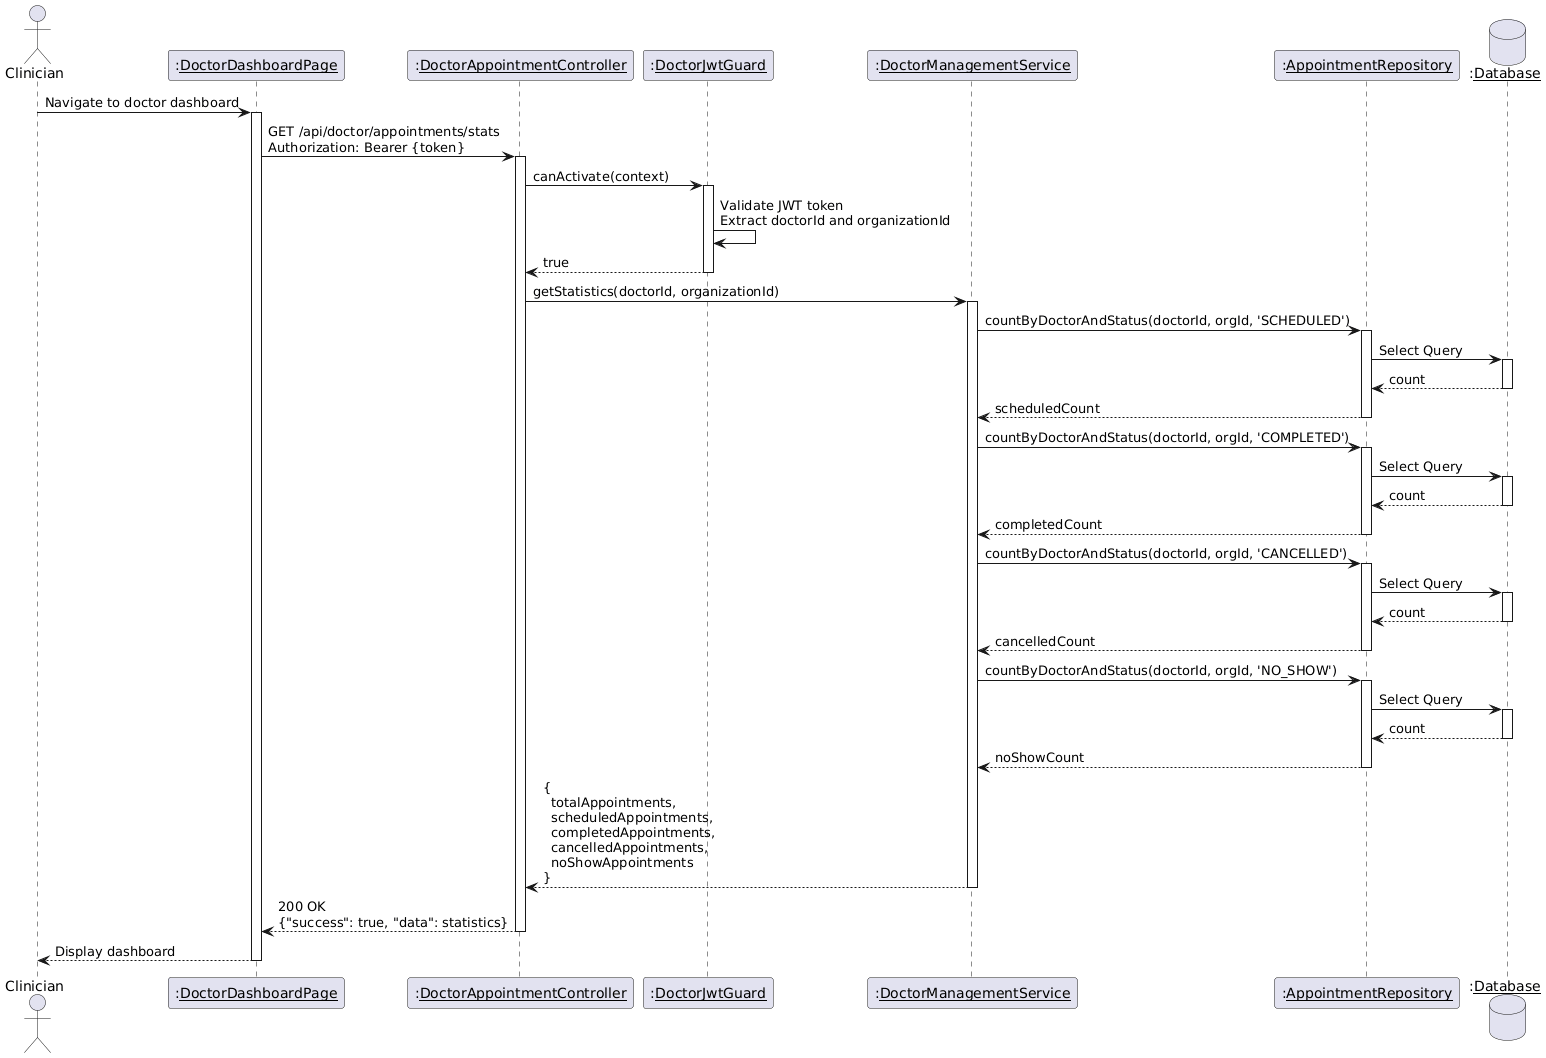 Clinician
:DoctorDashboardPage
:DoctorAppointmentController
:DoctorJwtGuard
:DoctorManagementService
:AppointmentRepository
:Database
Navigate to doctor dashboard
GET /api/doctor/appointments/stats
Authorization: Bearer {token}
canActivate(context)
Validate JWT token
Extract doctorId and organizationId
true
getStatistics(doctorId, organizationId)
countByDoctorAndStatus(doctorId, orgId, 'SCHEDULED')
Select Query
count
scheduledCount
countByDoctorAndStatus(doctorId, orgId, 'COMPLETED')
Select Query
count
completedCount
countByDoctorAndStatus(doctorId, orgId, 'CANCELLED')
Select Query
count
cancelledCount
countByDoctorAndStatus(doctorId, orgId, 'NO_SHOW')
Select Query
count
noShowCount
{
totalAppointments,
scheduledAppointments,
completedAppointments,
cancelledAppointments,
noShowAppointments
}
200 OK
{"success": true, "data": statistics}
Display dashboard
Clinician
:DoctorDashboardPage
:DoctorAppointmentController
:DoctorJwtGuard
:DoctorManagementService
:AppointmentRepository
:Database